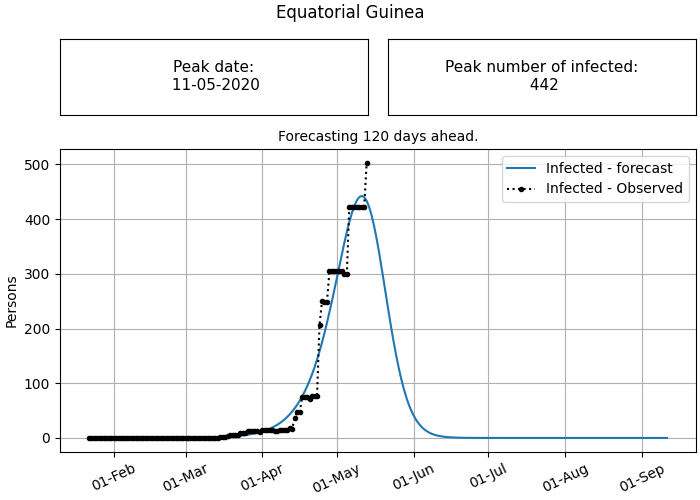 Equatorial Guinea
Peak date:
11-05-2020
Peak number of infected:
442
Forecasting 120 days ahead.
Infected - forecast
Infected - Observed
Persons
500
400
300
200
100
0
01-Feb
01-Mar
01-Apr
01-May
01-Jun
01-Jul
01-Aug
01-Sep